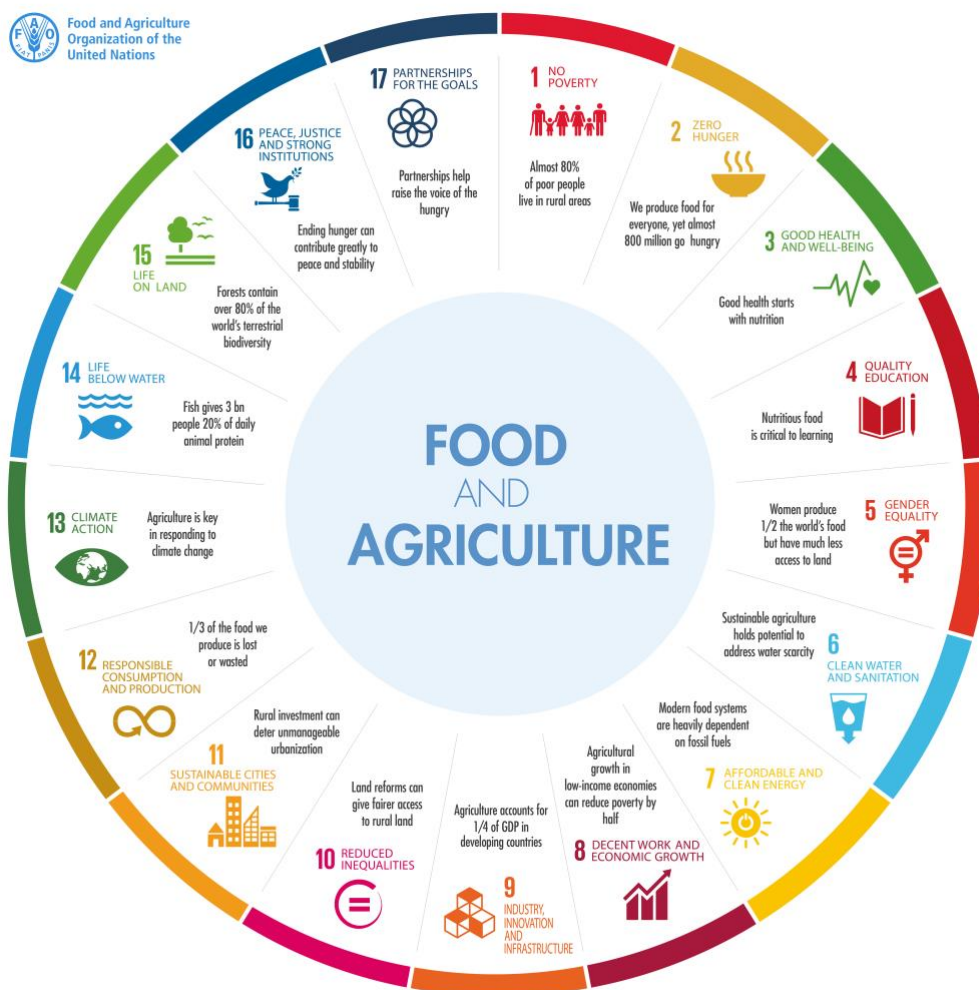 FAO
FIAT PANIS
Food and Agriculture
Organization of the
United Nations
FOOD
AND
AGRICULTURE
1 NO
POVERTY
Almost 80%
of poor people
live in rural areas
2 ZERO
HUNGER
We produce food for
everyone, yet almost
800 million go hungry
3 GOOD HEALTH
AND WELL-BEING
Good health starts
with nutrition
4 QUALITY
EDUCATION
Nutritious food
is critical to learning
5 GENDER
EQUALITY
Women produce
1/2 the world's food
but have much less
access to land
6
CLEAN WATER
AND SANITATION
Sustainable agriculture
holds potential to
address water scarcity
7 AFFORDABLE AND
CLEAN ENERGY
Modern food systems
are heavily dependent
on fossil fuels
8 DECENT WORK AND
ECONOMIC GROWTH
Agricultural
growth in
low-income economies
can reduce poverty by
half
9
INDUSTRY,
INNOVATION
AND
INFRASTRUCTURE
Agriculture accounts for
1/4 of GDP in
developing countries
10 REDUCED
INEQUALITIES
Land reforms can
give fairer access
to rural land
11
SUSTAINABLE CITIES
AND COMMUNITIES
Rural investment can
deter unmanageable
urbanization
12 RESPONSIBLE
CONSUMPTION
AND PRODUCTION
1/3 of the food we
produce is lost
or wasted
13 CLIMATE
ACTION
Agriculture is key
in responding to
climate change
14 LIFE
BELOW WATER
Fish gives 3 bn
people 20% of daily
animal protein
15
LIFE
ON LAND
Forests contain
over 80% of the
world's terrestrial
biodiversity
16 PEACE, JUSTICE
AND STRONG
INSTITUTIONS
Ending hunger can
contribute greatly to
peace and stability
17 PARTNERSHIPS
FOR THE GOALS
Partnerships help
raise the voice of the
hungry